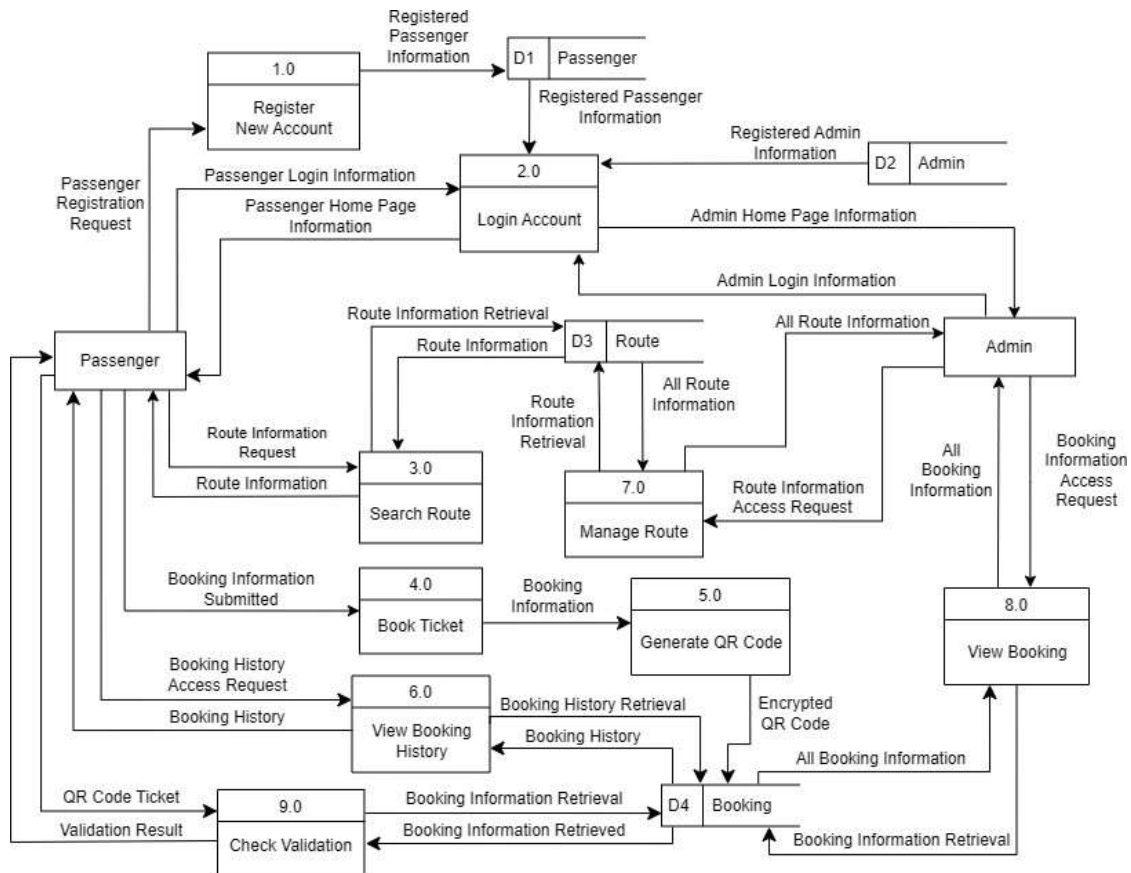 Registered
Passenger
Information
1.0
Register
New Account
D1 Passenger
Registered Passenger
Information
Registered Admin
Information
D2 Admin
Passenger
Registration
Request
Passenger Login Information
Passenger Home Page
Information
2.0
Login Account
Admin Home Page Information
Admin Login Information
Route Information Retrieval
Route Information
D3 Route
All Route Information
Passenger
Admin
Route
Information
Retrieval
All Route
Information
Route Information
Request
Route Information
3.0
Search Route
7.0
Manage Route
Route Information
Access Request
All
Booking
Information
Booking
Information
Access
Request
Booking Information
Submitted
4.0
Book Ticket
Booking
Information
5.0
Generate QR Code
8.0
View Booking
Booking History
Access Request
Booking History
6.0
View Booking
History
Booking History Retrieval
Booking History
Encrypted
QR Code
All Booking Information
QR Code Ticket
Validation Result
9.0
Check Validation
Booking Information Retrieval
Booking Information Retrieved
D4 Booking
Booking Information Retrieval